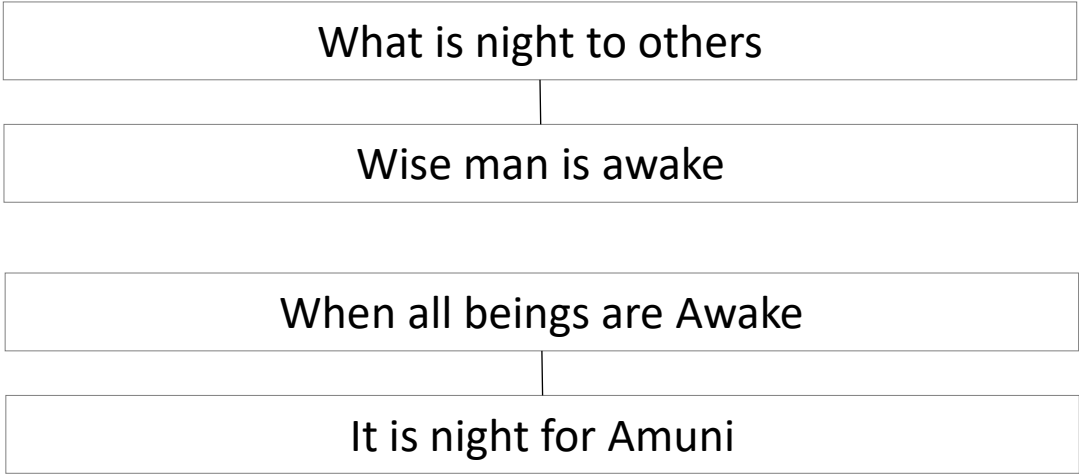 What is night to others
Wise man is awake
When all beings are Awake
It is night for Amuni